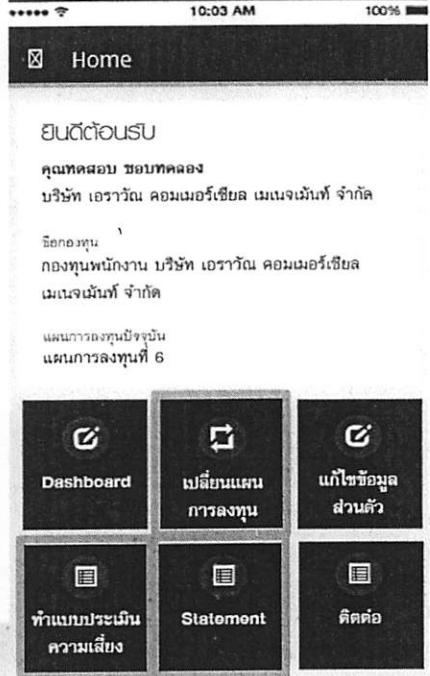 10:03 AM 100%
Home
ยินดีต้อนรับ
คุณทดสอบ ชอบทดลอง
บริษัท เอราวัณ คอมเมอร์เชียล เมเนจเม้นท์ จำกัด
ชื่อกองทุน
กองทุนพนักงาน บริษัท เอราวัณ คอมเมอร์เชียล
เมเนจเม้นท์ จำกัด
แผนการลงทุนปัจจุบัน
แผนการลงทุนที่ 6
Dashboard
เปลี่ยนแผน
การลงทุน
แก้ไขข้อมูล
ส่วนตัว
ทำแบบประเมิน
ความเสี่ยง
Statement
ติดต่อ